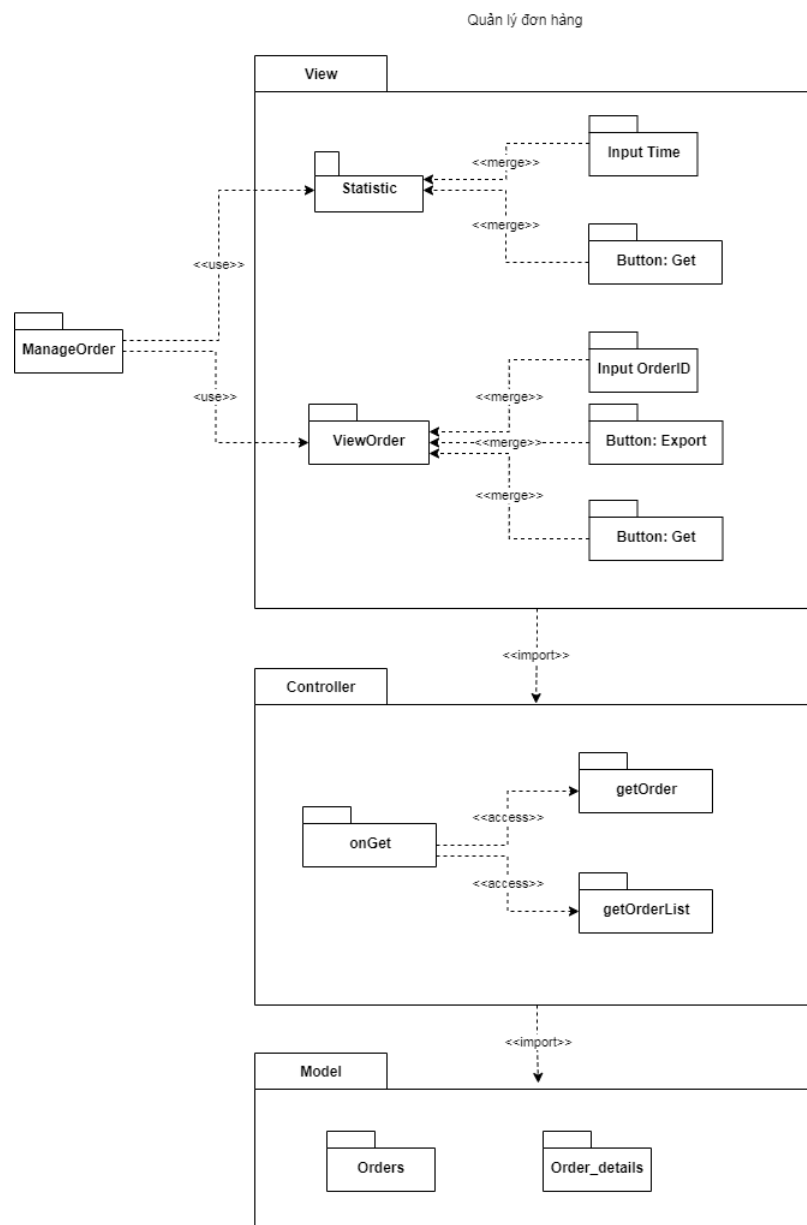 Quản lý đơn hàng
View
Input Time
<<merge>>
Statistic
<<merge>>
Button: Get
<<use>>
ManageOrder
Input OrderID
<use>>
<<merge>>
ViewOrder
<<merge>>
Button: Export
<<merge>>
Button: Get
<<import>>
Controller
getOrder
<<access>>
onGet
<<access>>
getOrderList
<<import>>
Model
Orders
Order_details